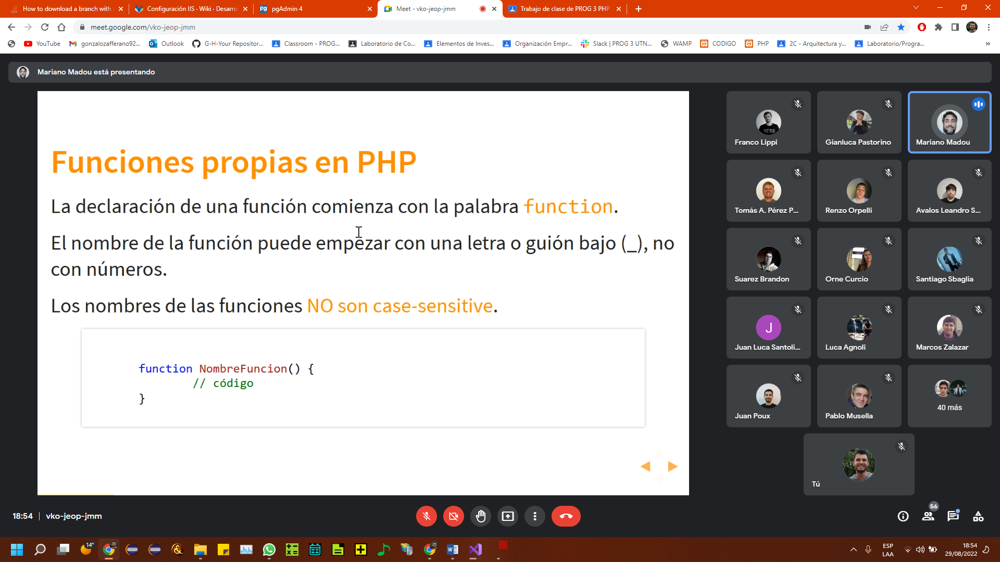 How to download a branch with
Configuración IIS · Wiki · Desarro
pgAdmin 4
Meet - vko-jeop-jmm
Trabajo de clase de PROG 3 PHP
meet.google.com/vko-jeop-jmm
YouTube
gonzalozafferano92...
Outlook
G-H-Your Repositor...
Classroom - PROG...
Laboratorio de Co...
Elementos de Inves...
Organización Empr...
Slack | PROG 3 UTN...
WAMP
CODIGO
PHP
2C - Arquitectura y...
Laboratorio/Progra...
Mariano Madou está presentando
Funciones propias en PHP
La declaración de una función comienza con la palabra function.
El nombre de la función puede empezar con una letra o guión bajo (_), no
con números.
Los nombres de las funciones NO son case-sensitive.
function NombreFuncion() {
// código
}
Franco Lippi
Gianluca Pastorino
Mariano Madou
Tomás A. Pérez P...
Renzo Orpelli
Avalos Leandro S...
Suarez Brandon
Orne Curcio
Santiago Sbaglia
J
Juan Luca Santoli...
Luca Agnoli
Marcos Zalazar
Juan Poux
Pablo Musella
40 más
Tú
18:54 | vko-jeop-jmm
56
14°
ESP
LAA
18:54
29/08/2022